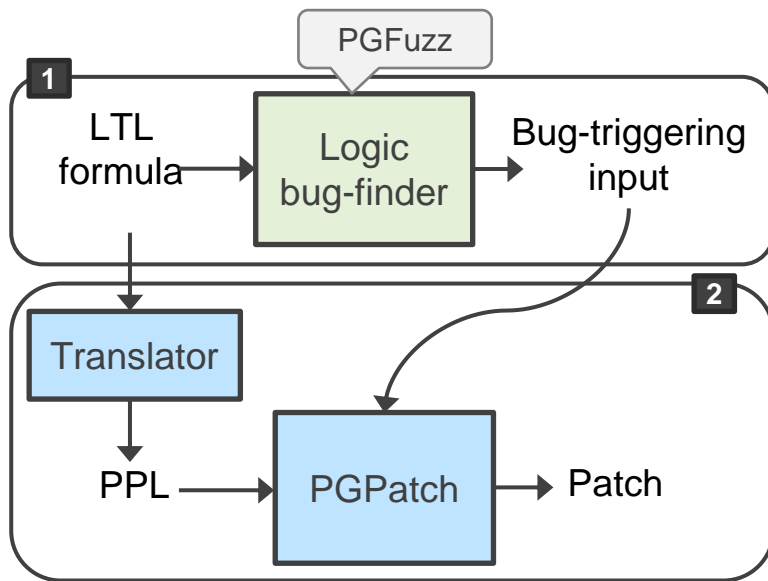 PGFuzz
1
LTL
formula
Logic
bug-finder
Bug-triggering
input
2
Translator
PPL
PGPatch
Patch